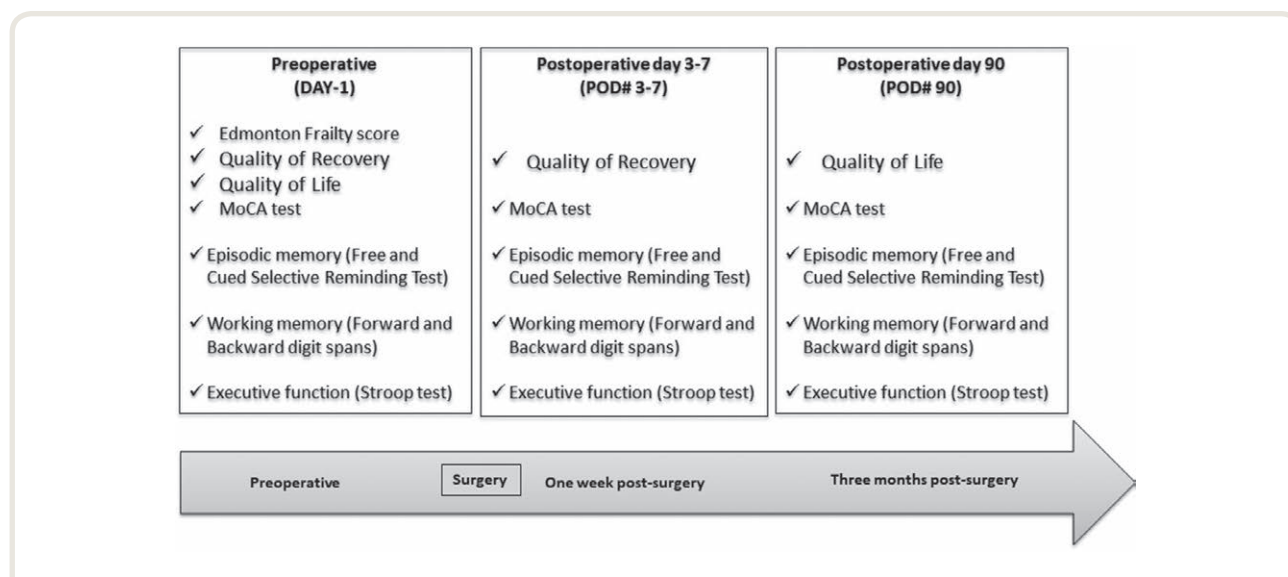 Preoperative
(DAY-1)
✓ Edmonton Frailty score
✓ Quality of Recovery
✓ Quality of Life
✓ MoCA test
✓ Episodic memory (Free and
Cued Selective Reminding Test)
✓ Working memory (Forward and
Backward digit spans)
✓ Executive function (Stroop test)
Postoperative day 3-7
(POD# 3-7)
✓ Quality of Recovery
✓ MoCA test
✓ Episodic memory (Free and
Cued Selective Reminding Test)
✓ Working memory (Forward and
Backward digit spans)
✓ Executive function (Stroop test)
Postoperative day 90
(POD# 90)
✓ Quality of Life
✓ MoCA test
✓ Episodic memory (Free and
Cued Selective Reminding Test)
✓ Working memory (Forward and
Backward digit spans)
✓ Executive function (Stroop test)
Preoperative
Surgery
One week post-surgery
Three months post-surgery